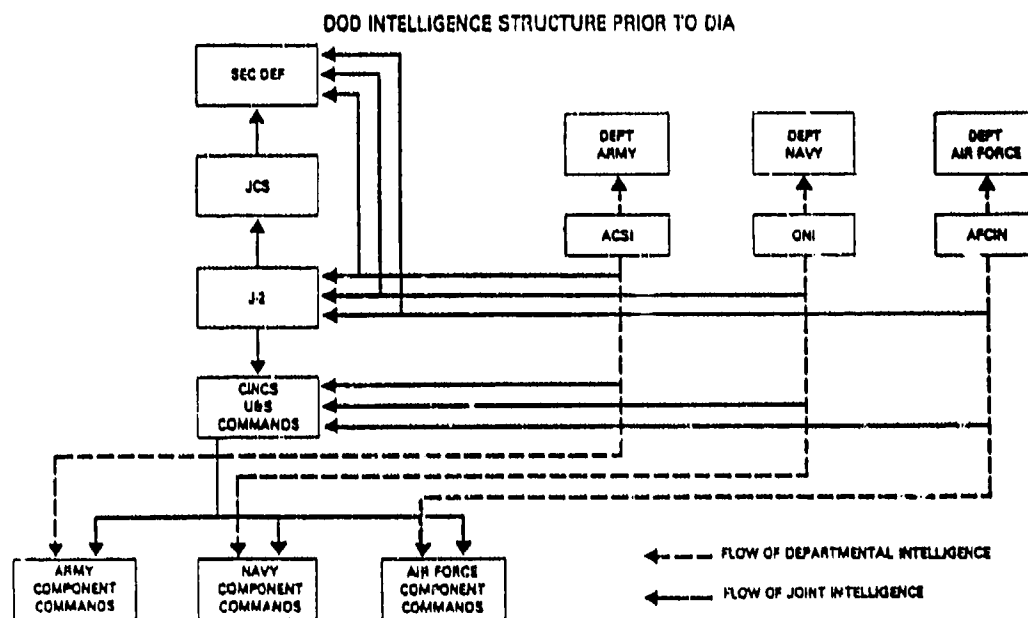 DOD INTELLIGENCE STRUCTURE PRIOR TO DIA
SEC DEF
DEPT
ARMY
DEPT
NAVY
DEPT
AIR FORCE
JCS
ACSI
ONI
AFCIN
J-2
CINCS
U&S
COMMANDS
ARMY
COMPONENT
COMMANDS
NAVY
COMPONENT
COMMANDS
AIR FORCE
COMPONENT
COMMANDS
FLOW OF DEPARTMENTAL INTELLIGENCE
FLOW OF JOINT INTELLIGENCE